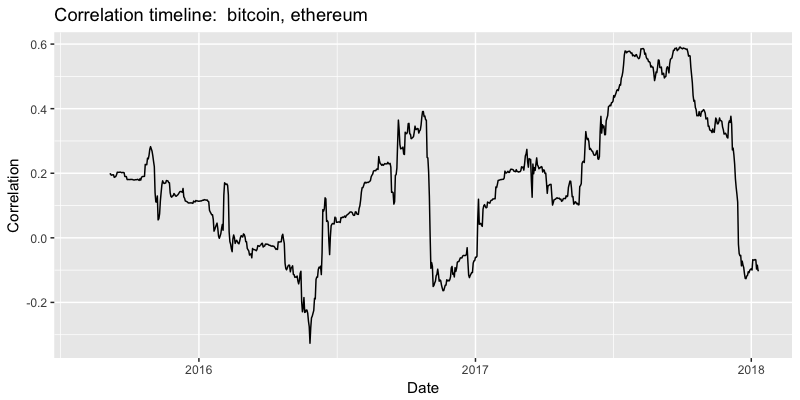 Correlation timeline:  bitcoin, ethereum
0.6
0.4
0.2
0.0
-0.2
Correlation
2016 2017 2018
Date